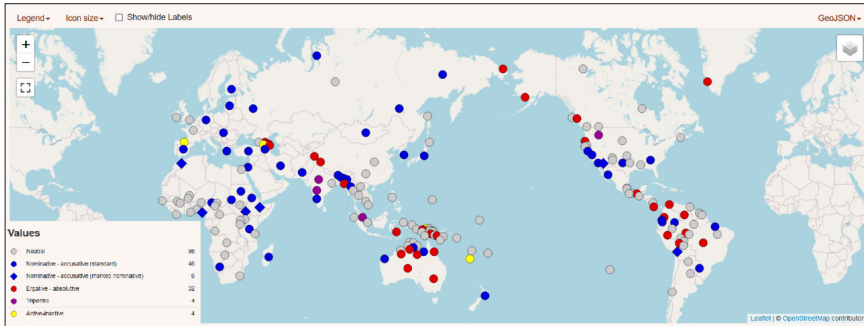 Legend Icon size Show/hide Labels GeoJSON
+
−
Values
Neutral 98
Nominative - accusative (standard) 46
Nominative - accusative (marked nominative) 6
Ergative - absolutive 32
Tripartite 4
Active-inactive 4
Leaflet | © OpenStreetMap contributor